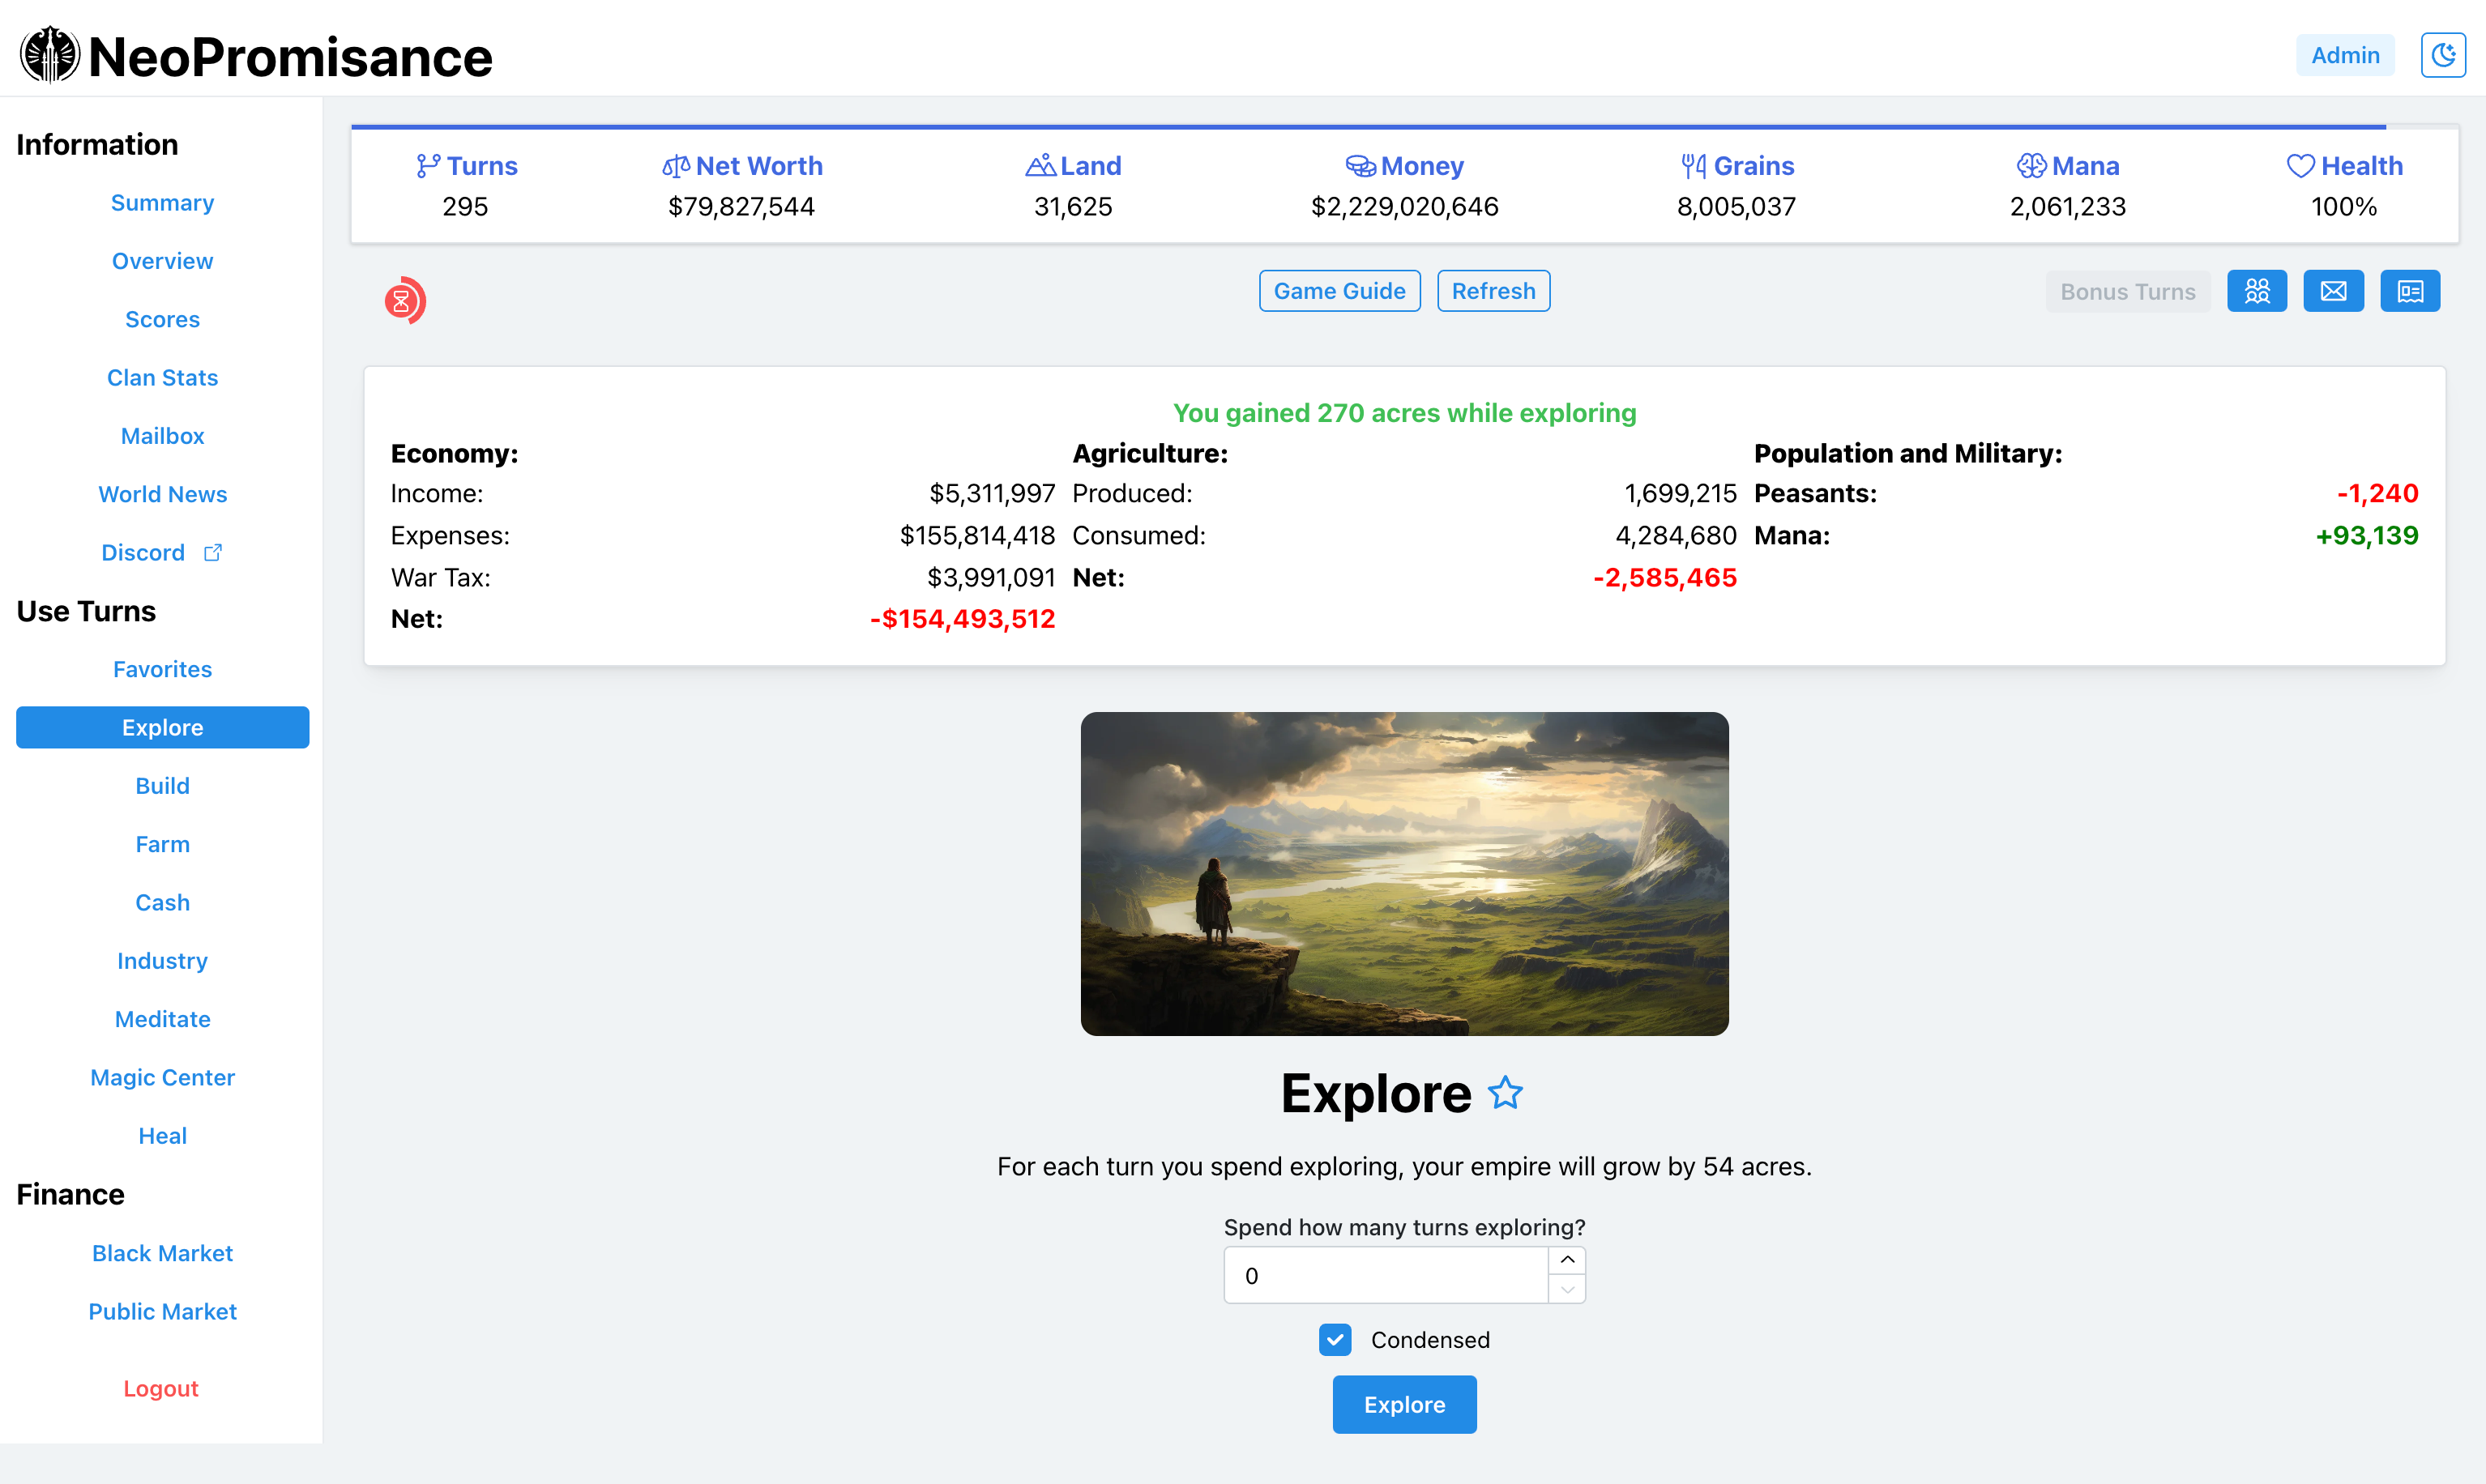 NeoPromisance
Admin
Information
Summary
Overview
Scores
Clan Stats
Mailbox
World News
Discord
Use Turns
Favorites
Explore
Build
Farm
Cash
Industry
Meditate
Magic Center
Heal
Finance
Black Market
Public Market
Logout
Turns Net Worth Land Money Grains Mana Health
295 $79,827,544 31,625 $2,229,020,646 8,005,037 2,061,233 100%
Game Guide Refresh Bonus Turns
You gained 270 acres while exploring
Economy:
Income: $5,311,997
Expenses: $155,814,418
War Tax: $3,991,091
Net: -$154,493,512
Agriculture:
Produced: 1,699,215
Consumed: 4,284,680
Net: -2,585,465
Population and Military:
Peasants: -1,240
Mana: +93,139
Explore
For each turn you spend exploring, your empire will grow by 54 acres.
Spend how many turns exploring?
0
Condensed
Explore